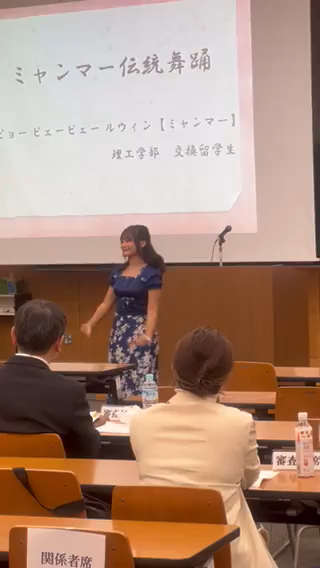 ミャンマー伝統舞踊
ピョー ピェー ピェー ルウィン【ミャンマー】
理工学部 交換留学生
審査 席
関係者席